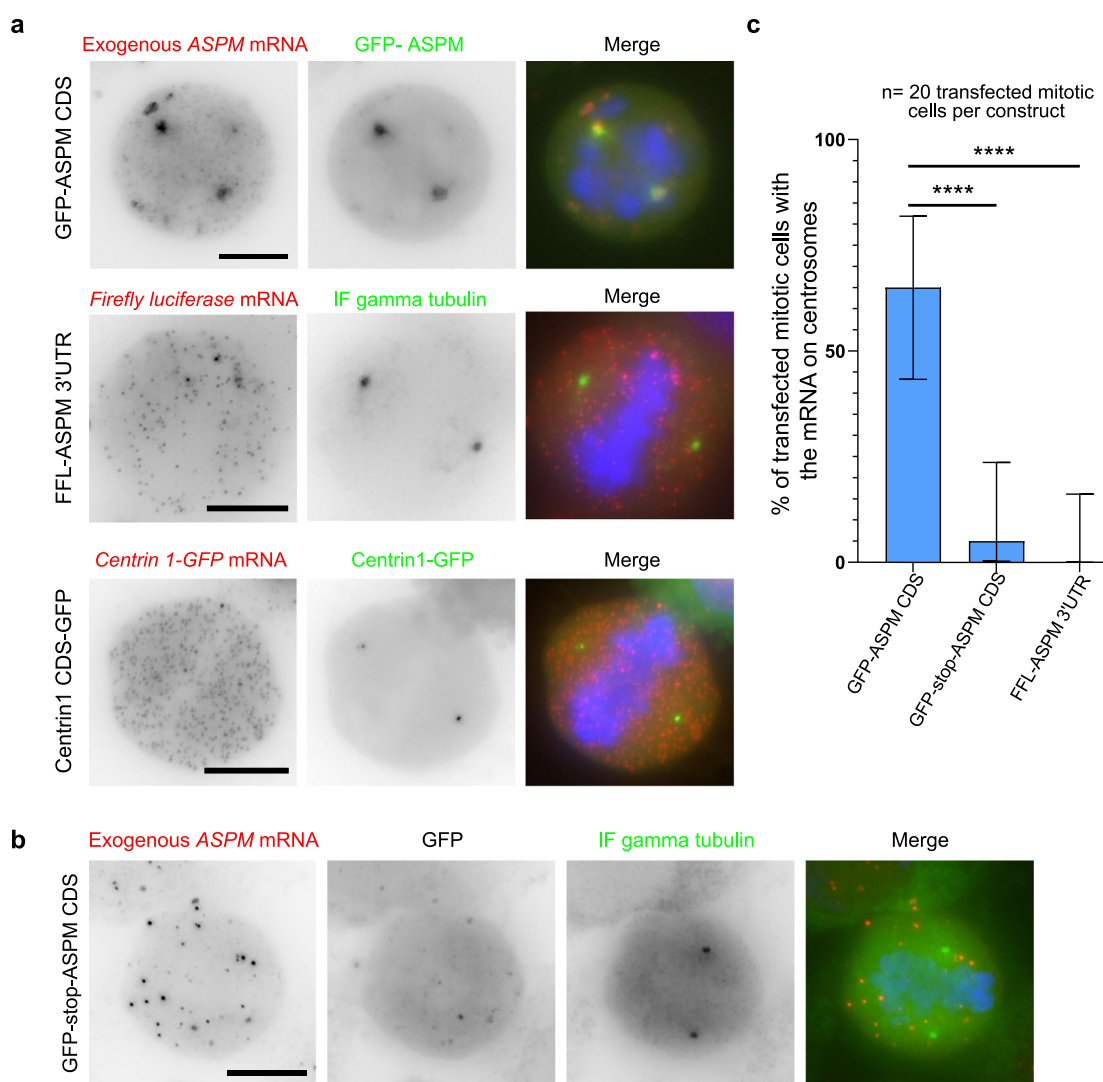 a
Exogenous ASPM mRNA
GFP- ASPM
Merge
GFP-ASPM CDS
Firefly luciferase mRNA
IF gamma tubulin
Merge
FFL-ASPM 3'UTR
Centrin 1-GFP mRNA
Centrin1-GFP
Merge
Centrin1 CDS-GFP
b
Exogenous ASPM mRNA
GFP
IF gamma tubulin
Merge
GFP-stop-ASPM CDS
c
n= 20 transfected mitotic
cells per construct
100
50
0
****
****
% of transfected mitotic cells with
the mRNA on centrosomes
GFP-ASPM CDS
GFP-stop-ASPM CDS
FFL-ASPM 3'UTR